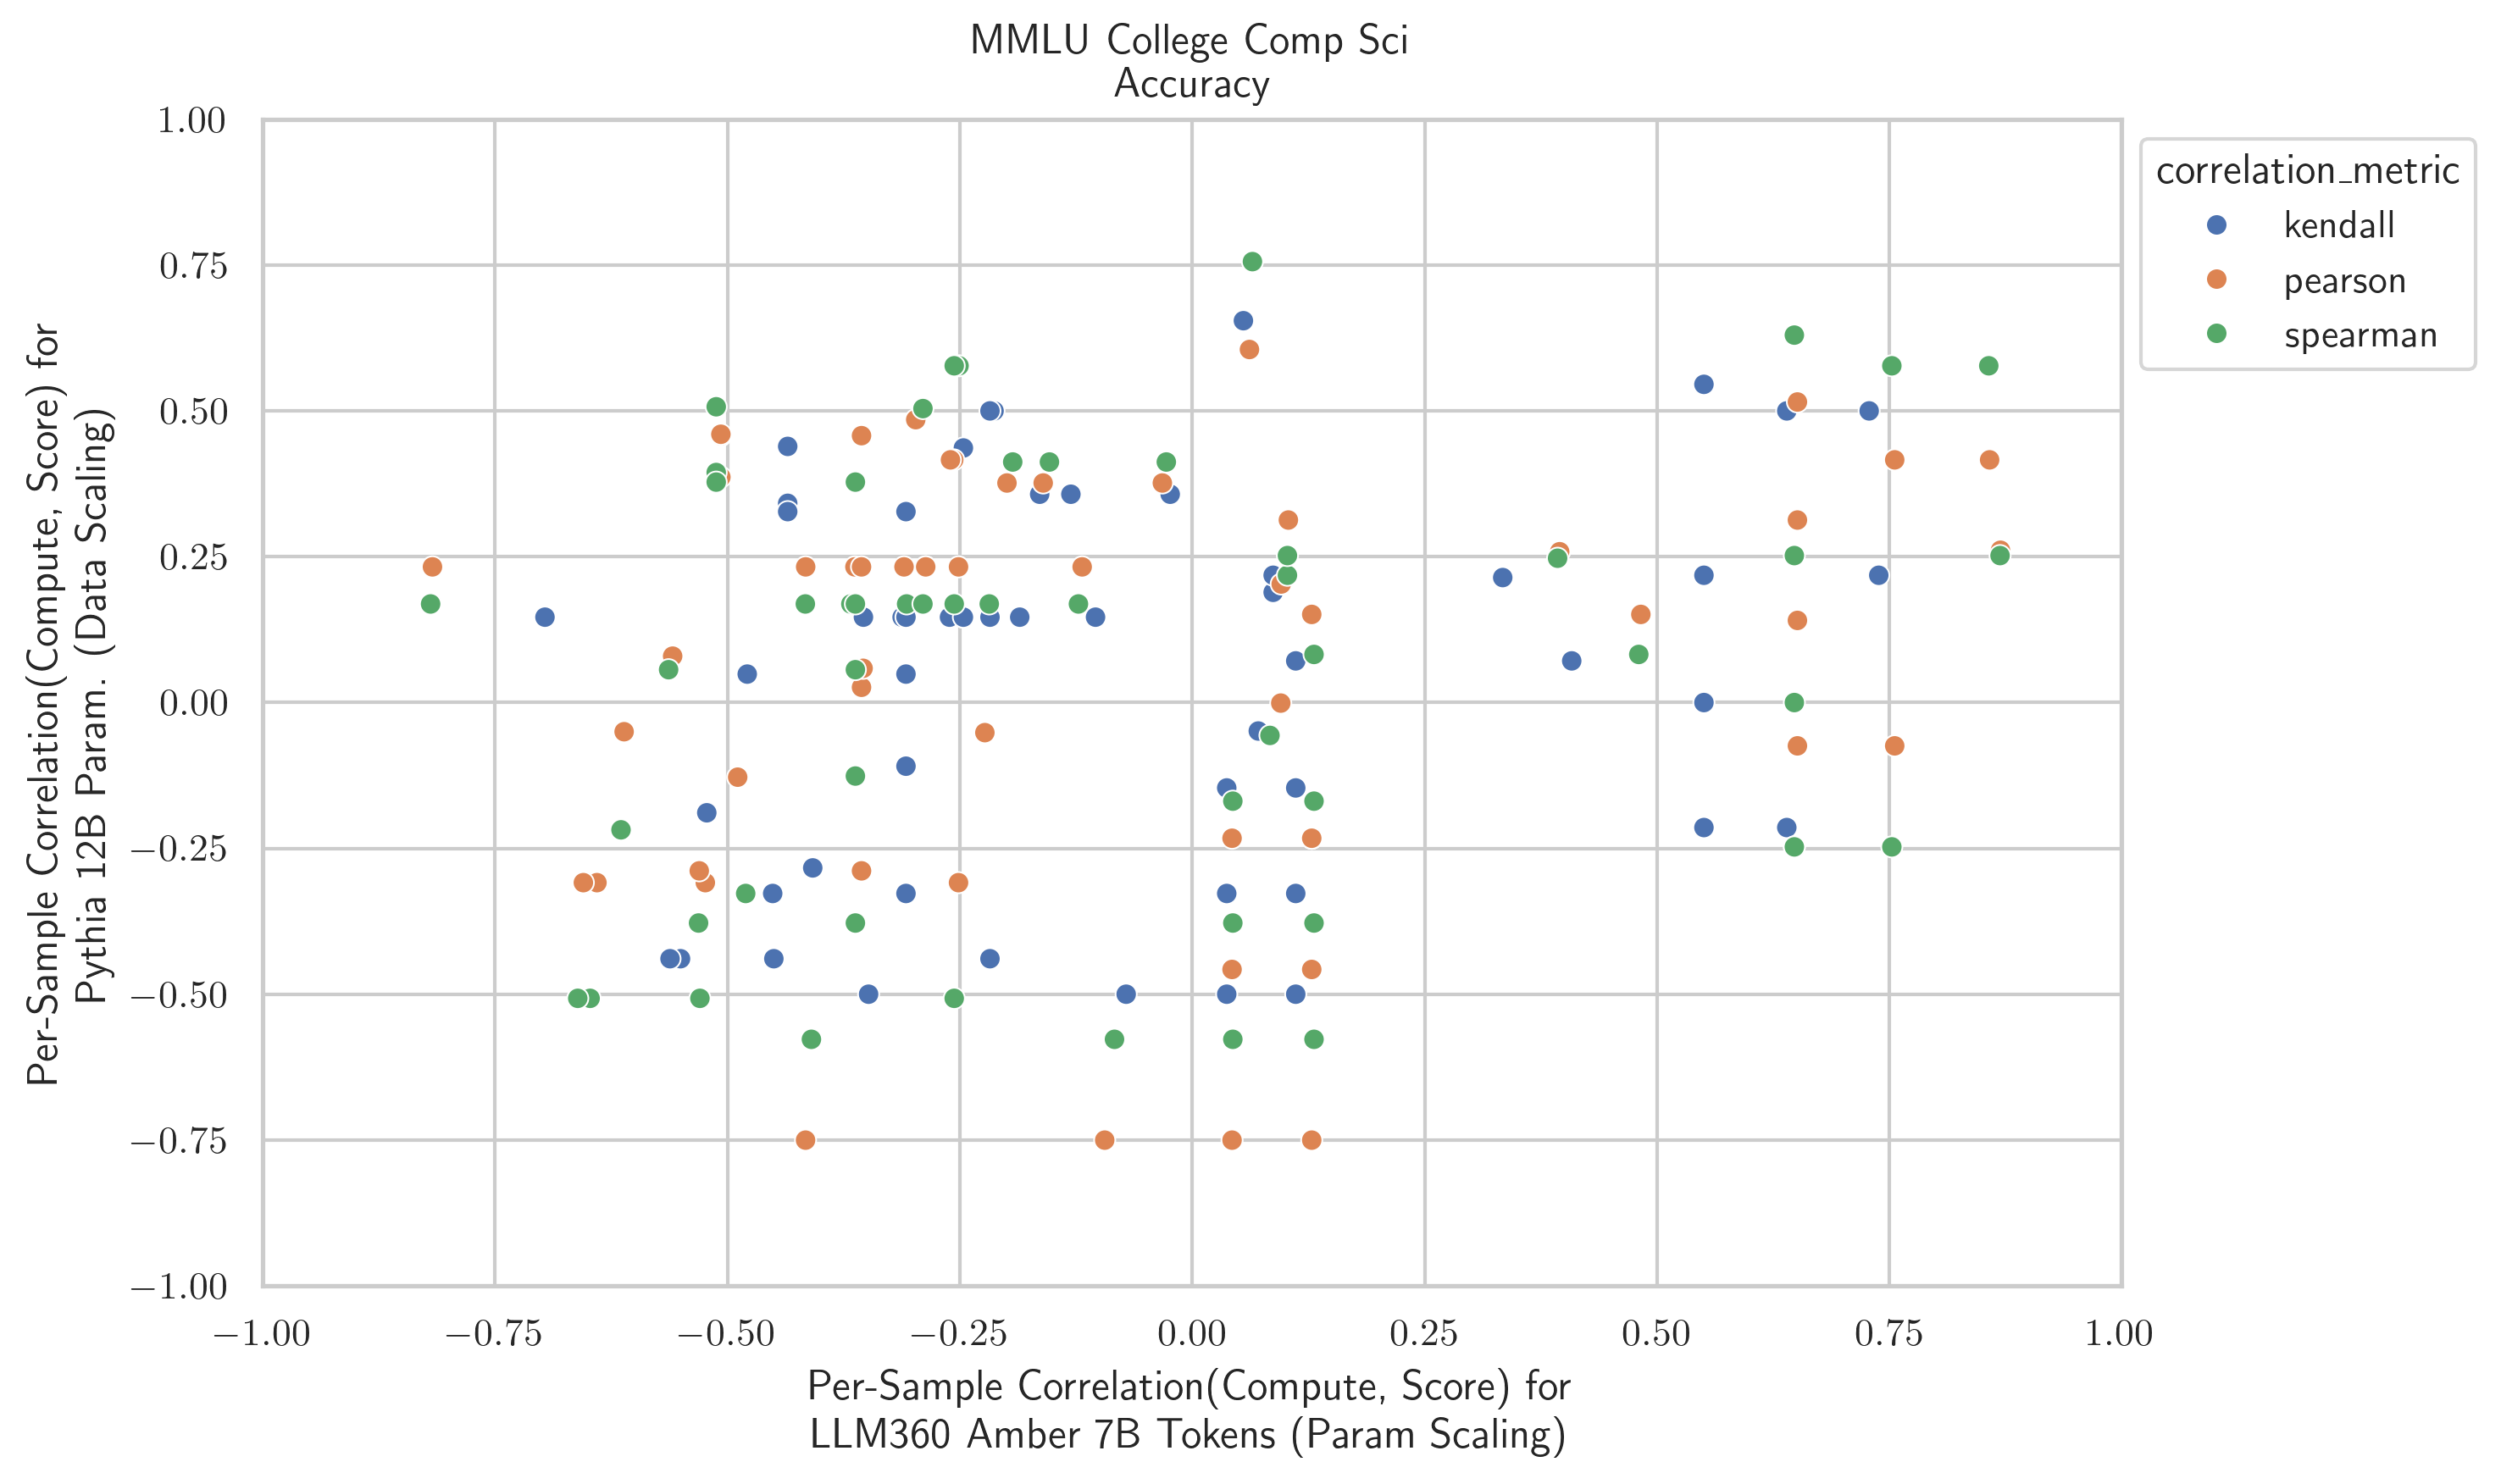 MMLU College Comp Sci
Accuracy
Per-Sample Correlation(Compute, Score) for
Pythia 12B Param. (Data Scaling)
1.00
0.75
0.50
0.25
0.00
−0.25
−0.50
−0.75
−1.00
−1.00 −0.75 −0.50 −0.25 0.00 0.25 0.50 0.75 1.00
Per-Sample Correlation(Compute, Score) for
LLM360 Amber 7B Tokens (Param Scaling)
correlation_metric
kendall
pearson
spearman